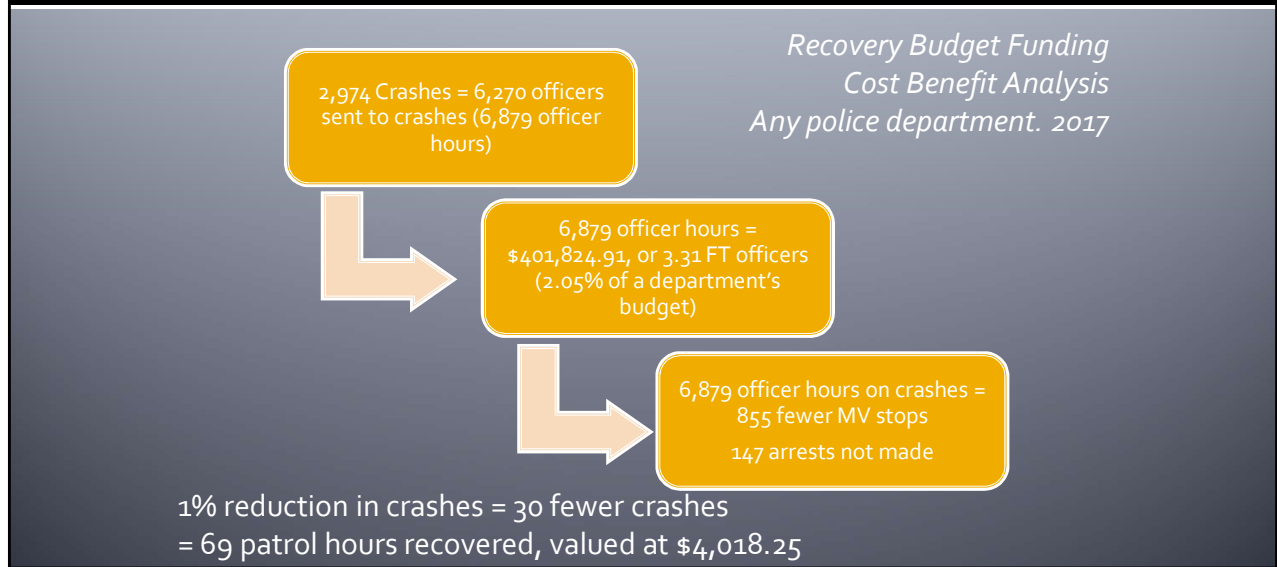 Recovery Budget Funding
Cost Benefit Analysis
Any police department. 2017
2,974 Crashes = 6,270 officers
sent to crashes (6,879 officer
hours)
6,879 officer hours =
$401,824.91, or 3.31 FT officers
(2.05% of a department's
budget)
6,879 officer hours on crashes =
855 fewer MV stops
147 arrests not made
1% reduction in crashes = 30 fewer crashes
= 69 patrol hours recovered, valued at $4,018.25